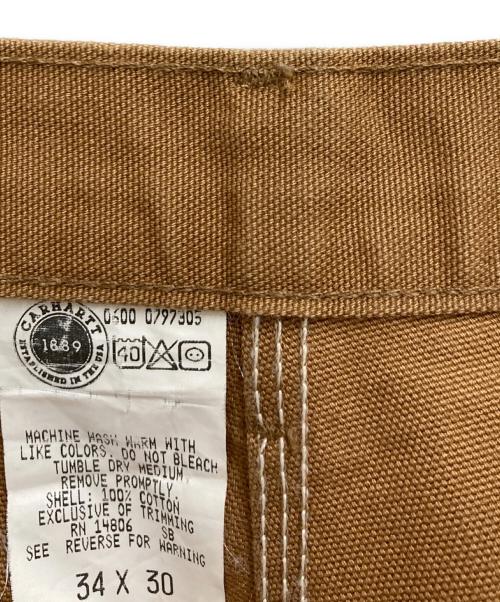 CARHARTT
1889
ESTABLISHED IN THE USA
0600 0797305
40
MACHINE WASH WARM WITH
LIKE COLORS. DO NOT BLEACH
TUMBLE DRY MEDIUM
REMOVE PROMPTLY.
SHELL: 100% COTTON
EXCLUSIVE OF TRIMMING
RN 14806 SB
SEE REVERSE FOR WARNING
34 X 30